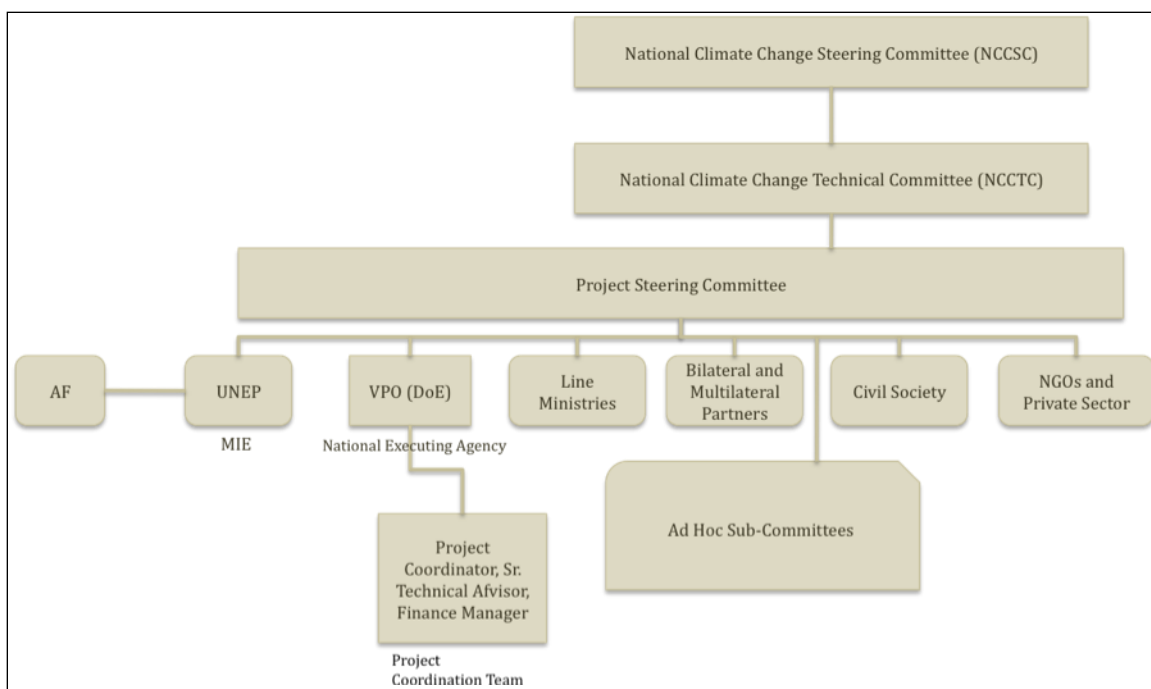 National Climate Change Steering Committee (NCCSC)
National Climate Change Technical Committee (NCCTC)
Project Steering Committee
AF
UNEP
VPO (DoE)
Line
Ministries
Bilateral and
Multilateral
Partners
Civil Society
NGOs and
Private Sector
MIE
National Executing Agency
Ad Hoc Sub-Committees
Project
Coordinator, Sr.
Technical Afvisor,
Finance Manager
Project
Coordination Team